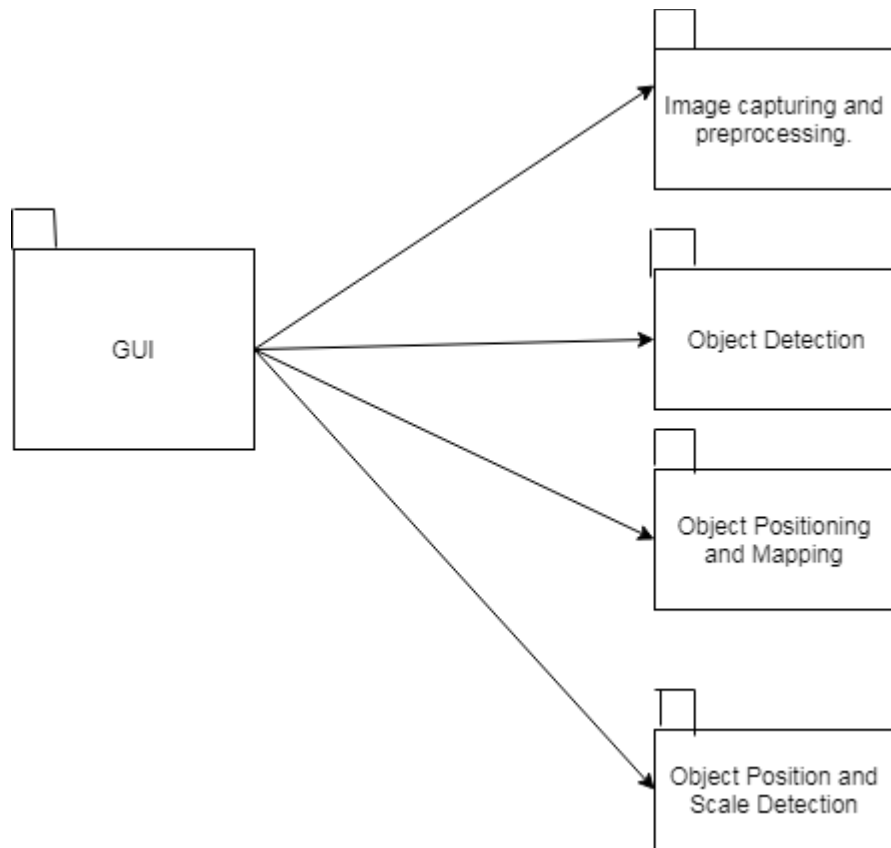 Image capturing and
preprocessing.
GUI
Object Detection
Object Positioning
and Mapping
Object Position and
Scale Detection